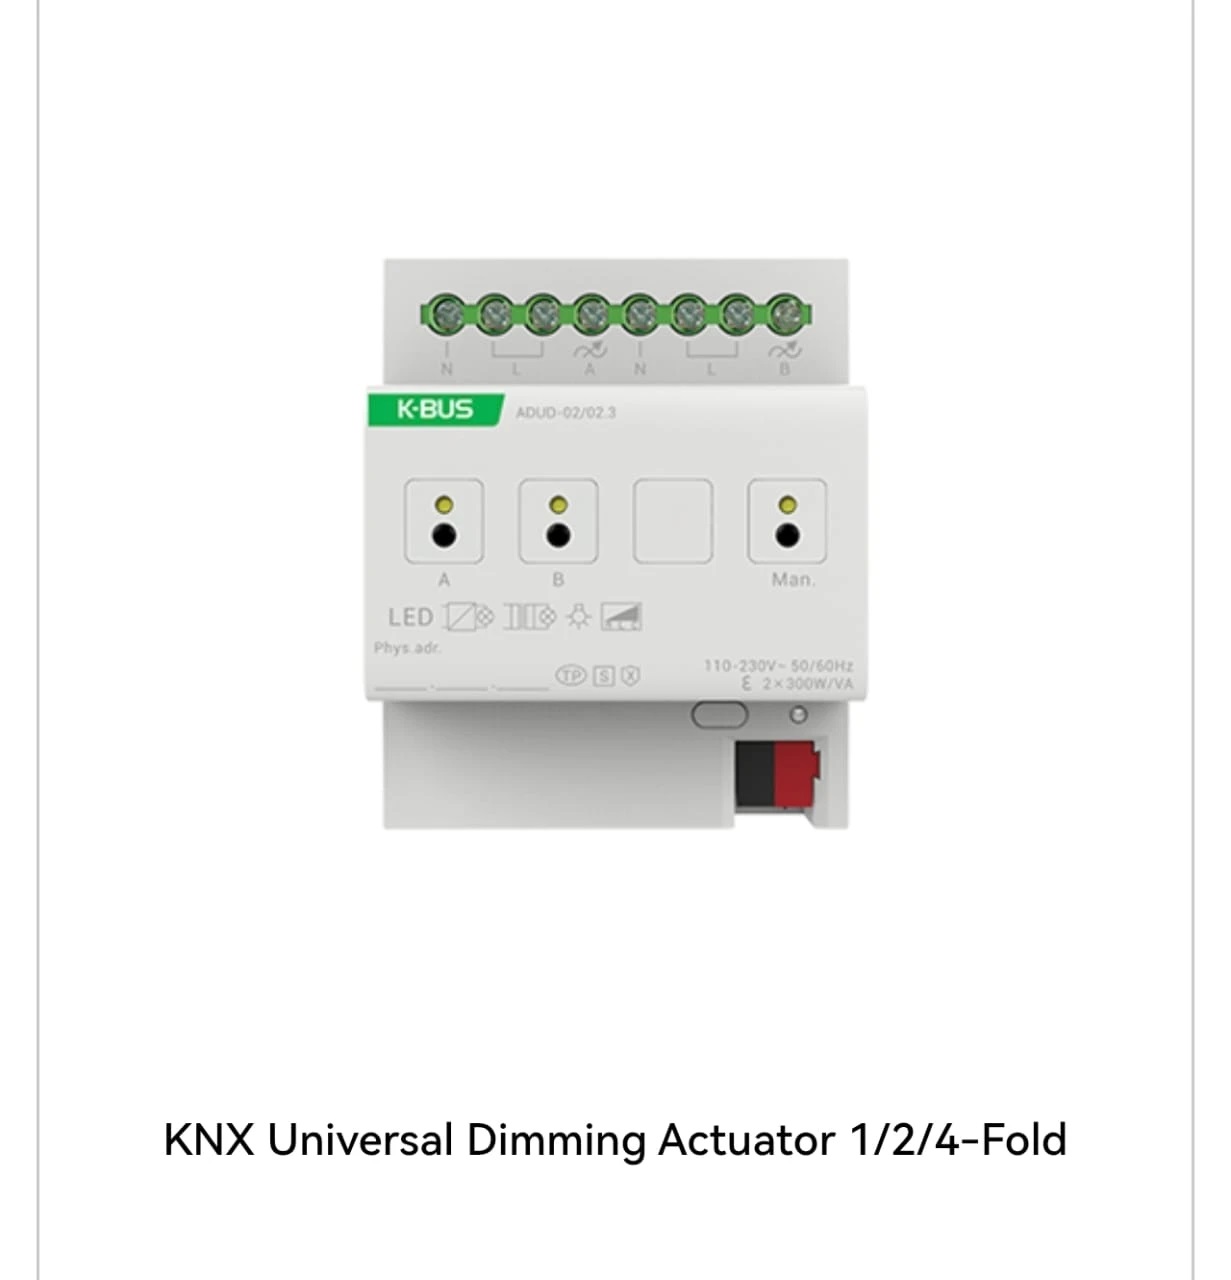 N L A N L B
K-BUS ADUD-02/02.3
A B Man.
LED
Phys.adr.
TP S X
110-230V~ 50/60Hz
2×300W/VA
KNX Universal Dimming Actuator 1/2/4-Fold